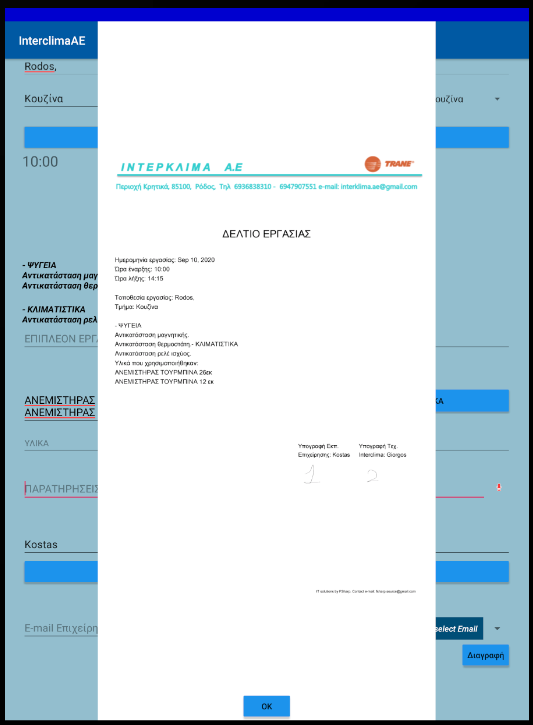 InterclimaAE
Rodos,
Κουζίνα
ουζίνα
10:00
- ΨΥΓΕΙΑ
Αντικατάσταση μαγ
Αντικατάσταση θερ
- ΚΛΙΜΑΤΙΣΤΙΚΑ
Αντικατάσταση ρελ
ΕΠΙΠΛΕΟΝ ΕΡΓΑ
ΑΝΕΜΙΣΤΗΡΑΣ
ΑΝΕΜΙΣΤΗΡΑΣ
ΚΑ
ΥΛΙΚΑ
ΠΑΡΑΤΗΡΗΣΕΙΣ
Kostas
E-mail Επιχείρη
select Email
Διαγραφή
ΙΝΤΕΡΚΛΙΜΑ Α.Ε
TRANE
Περιοχή Κρητικά, 85100, Ρόδος, Τηλ 6936838310 - 6947907551 e-mail: interklima.ae@gmail.com
ΔΕΛΤΙΟ ΕΡΓΑΣΙΑΣ
Ημερομηνία εργασίας: Sep 10, 2020
Ώρα έναρξης: 10:00
Ώρα λήξης: 14:15
Τοποθεσία εργασίας: Rodos,
Τμήμα: Κουζίνα
- ΨΥΓΕΙΑ
Αντικατάσταση μαγνητικής.
Αντικατάσταση θερμοστάτη.- ΚΛΙΜΑΤΙΣΤΙΚΑ
Αντικατάσταση ρελέ ισχύος.
Υλικά που χρησιμοποιήθηκαν:
ΑΝΕΜΙΣΤΗΡΑΣ ΤΟΥΡΜΠΙΝΑ 26εκ
ΑΝΕΜΙΣΤΗΡΑΣ ΤΟΥΡΜΠΙΝΑ 12 εκ
Υπογραφή Εκπ. Υπογραφή Τεχ.
Επιχείρησης: Kostas Interclima: Giorgos
1 2
OK